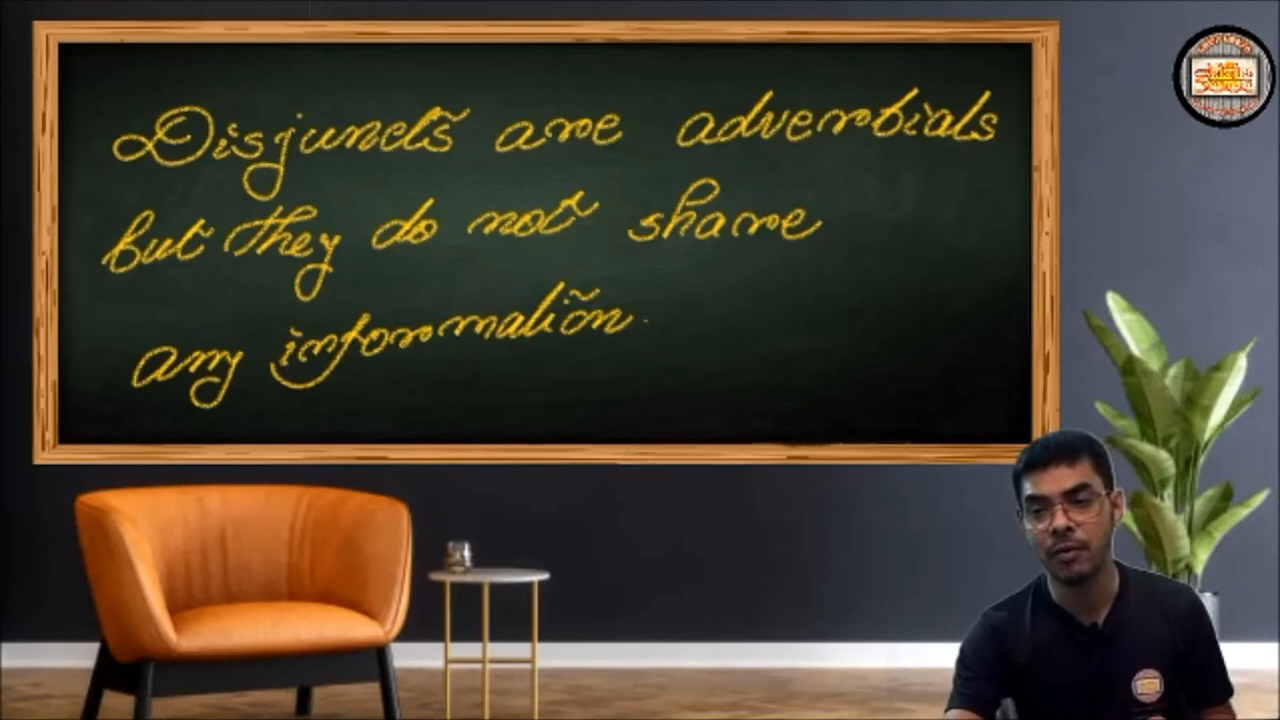 Disjuncts are adverbials
but they do not share
any information.